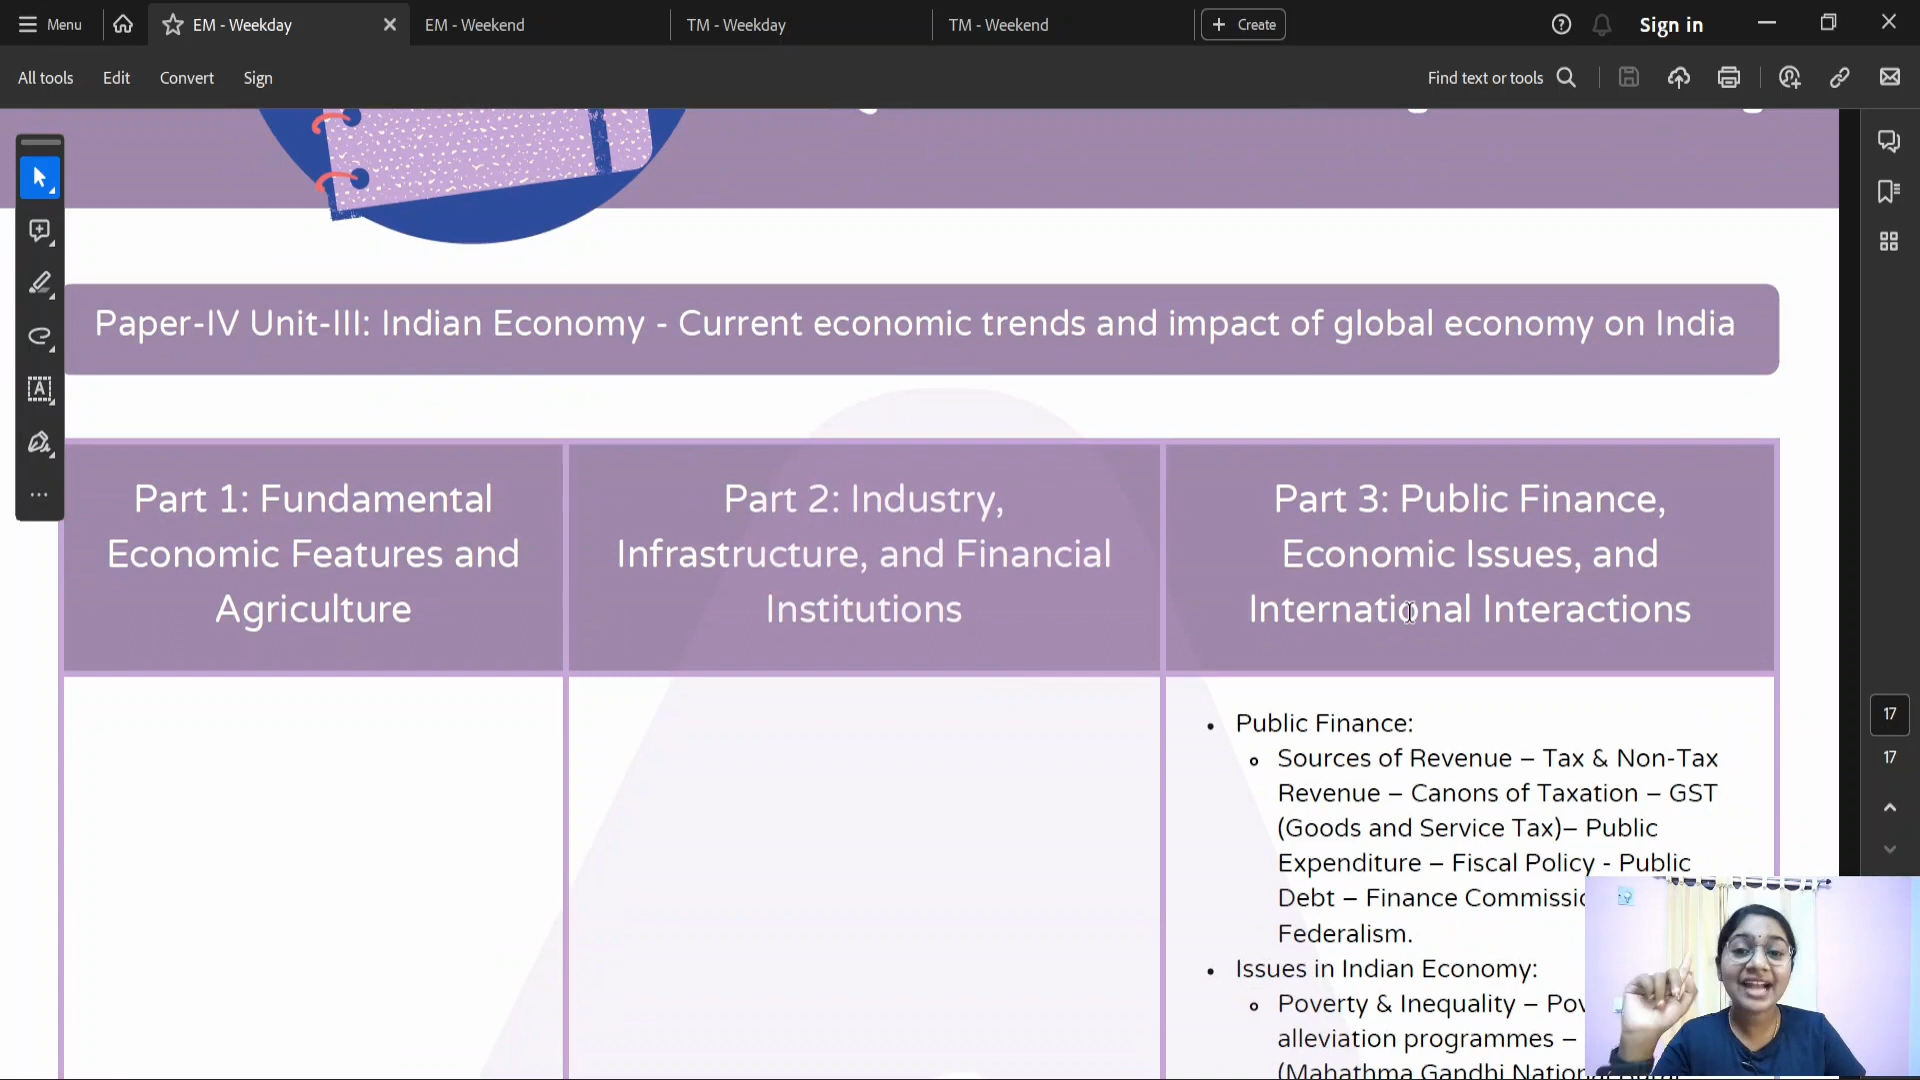 Menu
EM - Weekday
EM - Weekend
TM - Weekday
TM - Weekend
Create
Sign in
All tools
Edit
Convert
Sign
Find text or tools
Paper-IV Unit-III: Indian Economy - Current economic trends and impact of global economy on India
Part 1: Fundamental
Economic Features and
Agriculture
Part 2: Industry,
Infrastructure, and Financial
Institutions
Part 3: Public Finance,
Economic Issues, and
International Interactions
• Public Finance:
Sources of Revenue – Tax & Non-Tax
Revenue – Canons of Taxation – GST
(Goods and Service Tax)– Public
Expenditure – Fiscal Policy - Public
Debt – Finance
Federalism.
• Issues in Indian Economy:
Poverty & Inequality –
alleviation programmes –
(Mahathma Gandhi
17
17